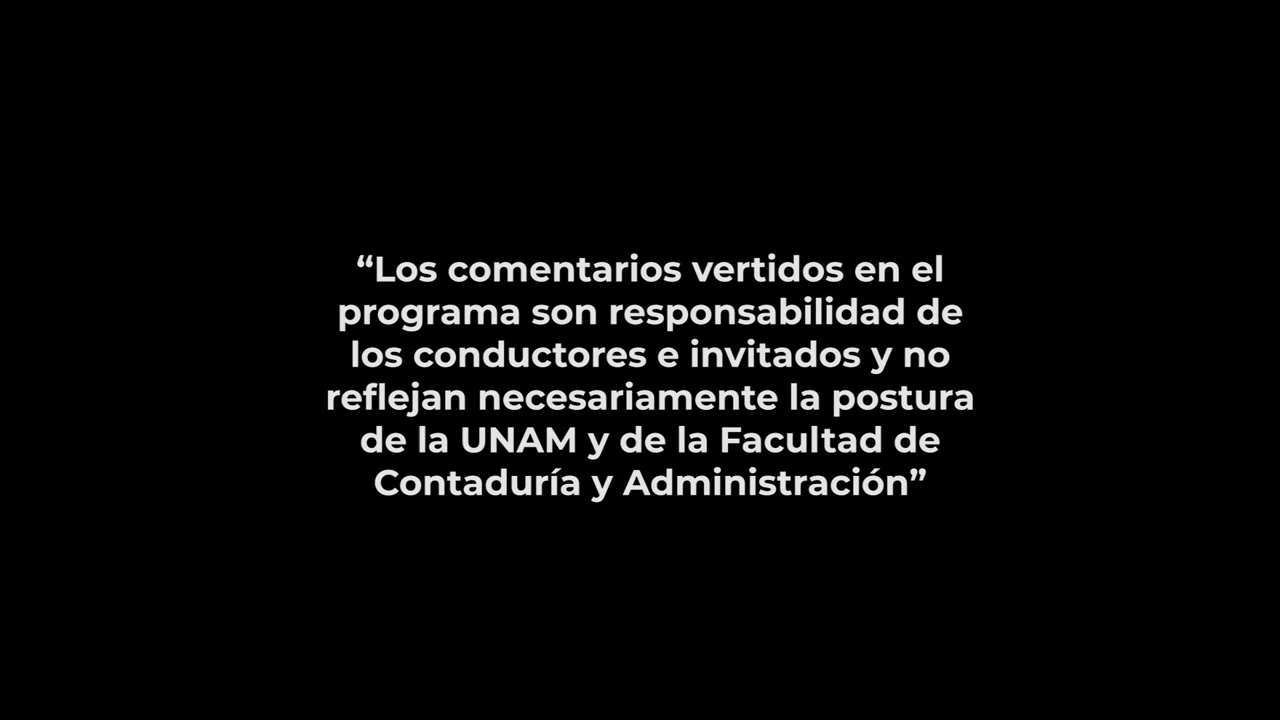 “Los comentarios vertidos en el
programa son responsabilidad de
los conductores e invitados y no
reflejan necesariamente la postura
de la UNAM y de la Facultad de
Contaduría y Administración”